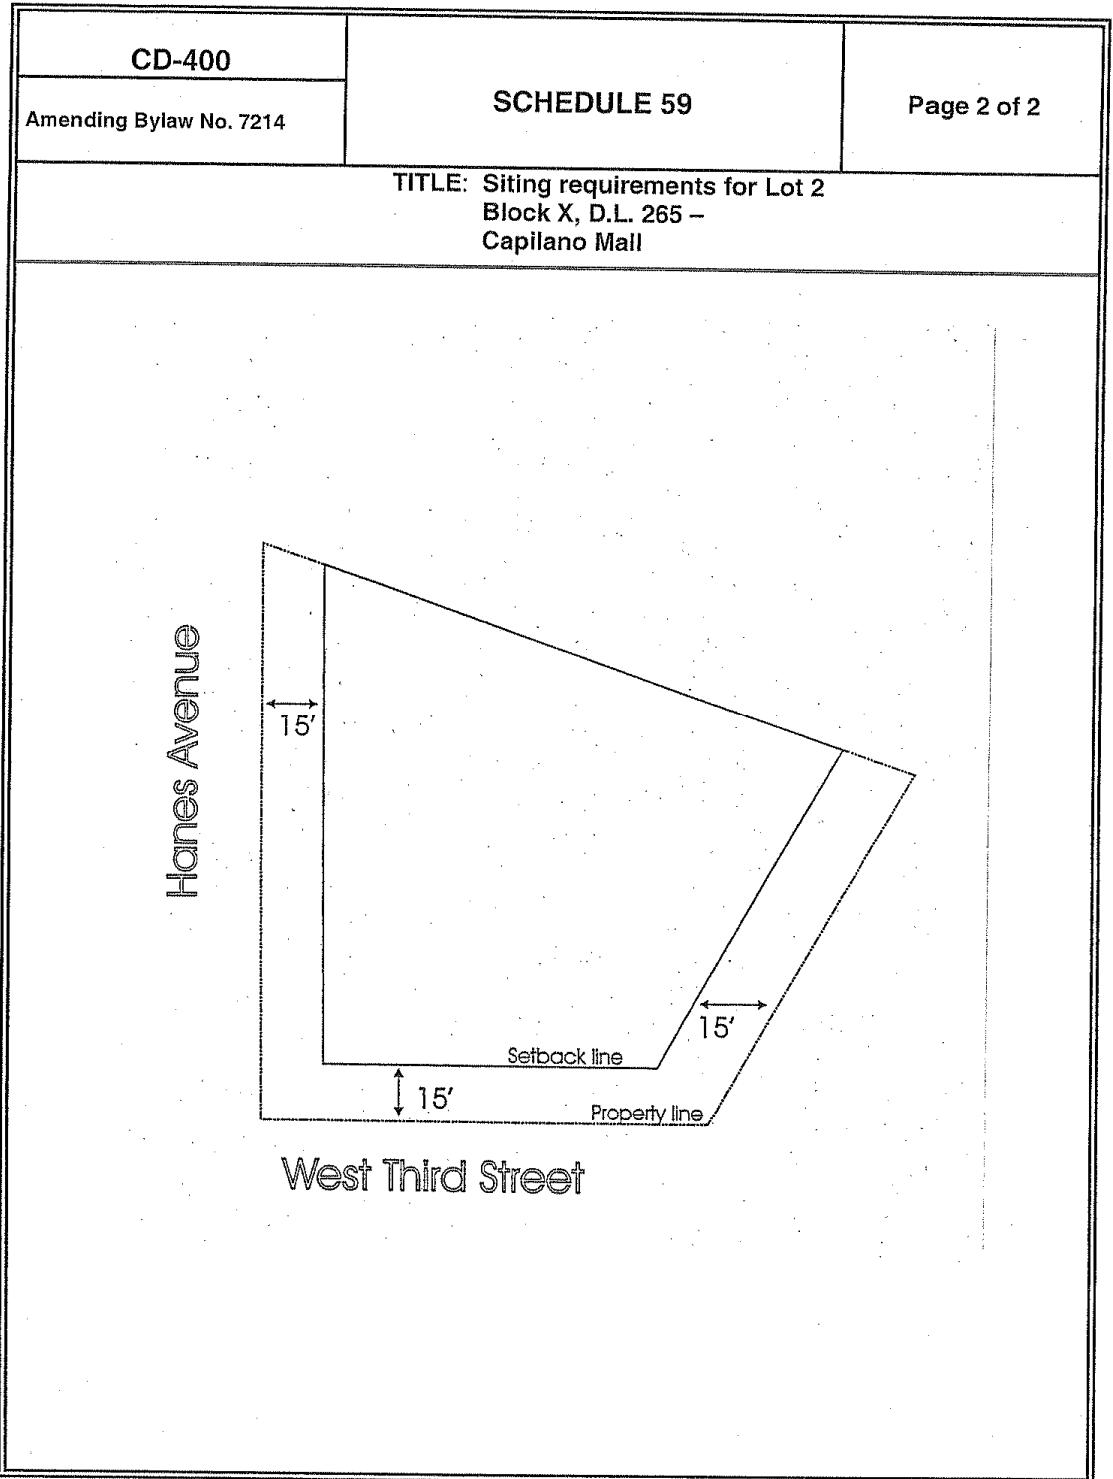 CD-400
Amending Bylaw No. 7214
SCHEDULE 59
Page 2 of 2
TITLE: Siting requirements for Lot 2
Block X, D.L. 265 –
Capilano Mall
Hanes Avenue
15'
15'
Setback line
15'
Property line
West Third Street